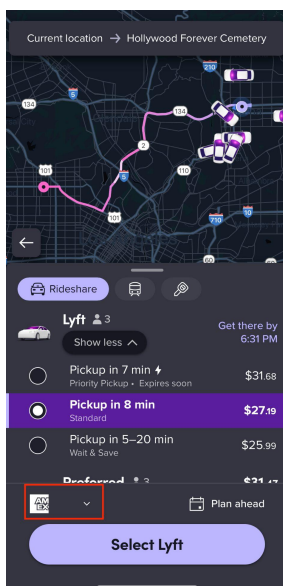 Current location → Hollywood Forever Cemetery
210
5
134
134
2
101
5
110
101
710
10
60
Rideshare
Lyft 3
Get there by
6:31 PM
Show less
Pickup in 7 min
$31.68
Priority Pickup • Expires soon
Pickup in 8 min
$27.19
Standard
Pickup in 5–20 min
$25.99
Wait & Save
Preferred 3
$31.47
AM
EX
Plan ahead
Select Lyft